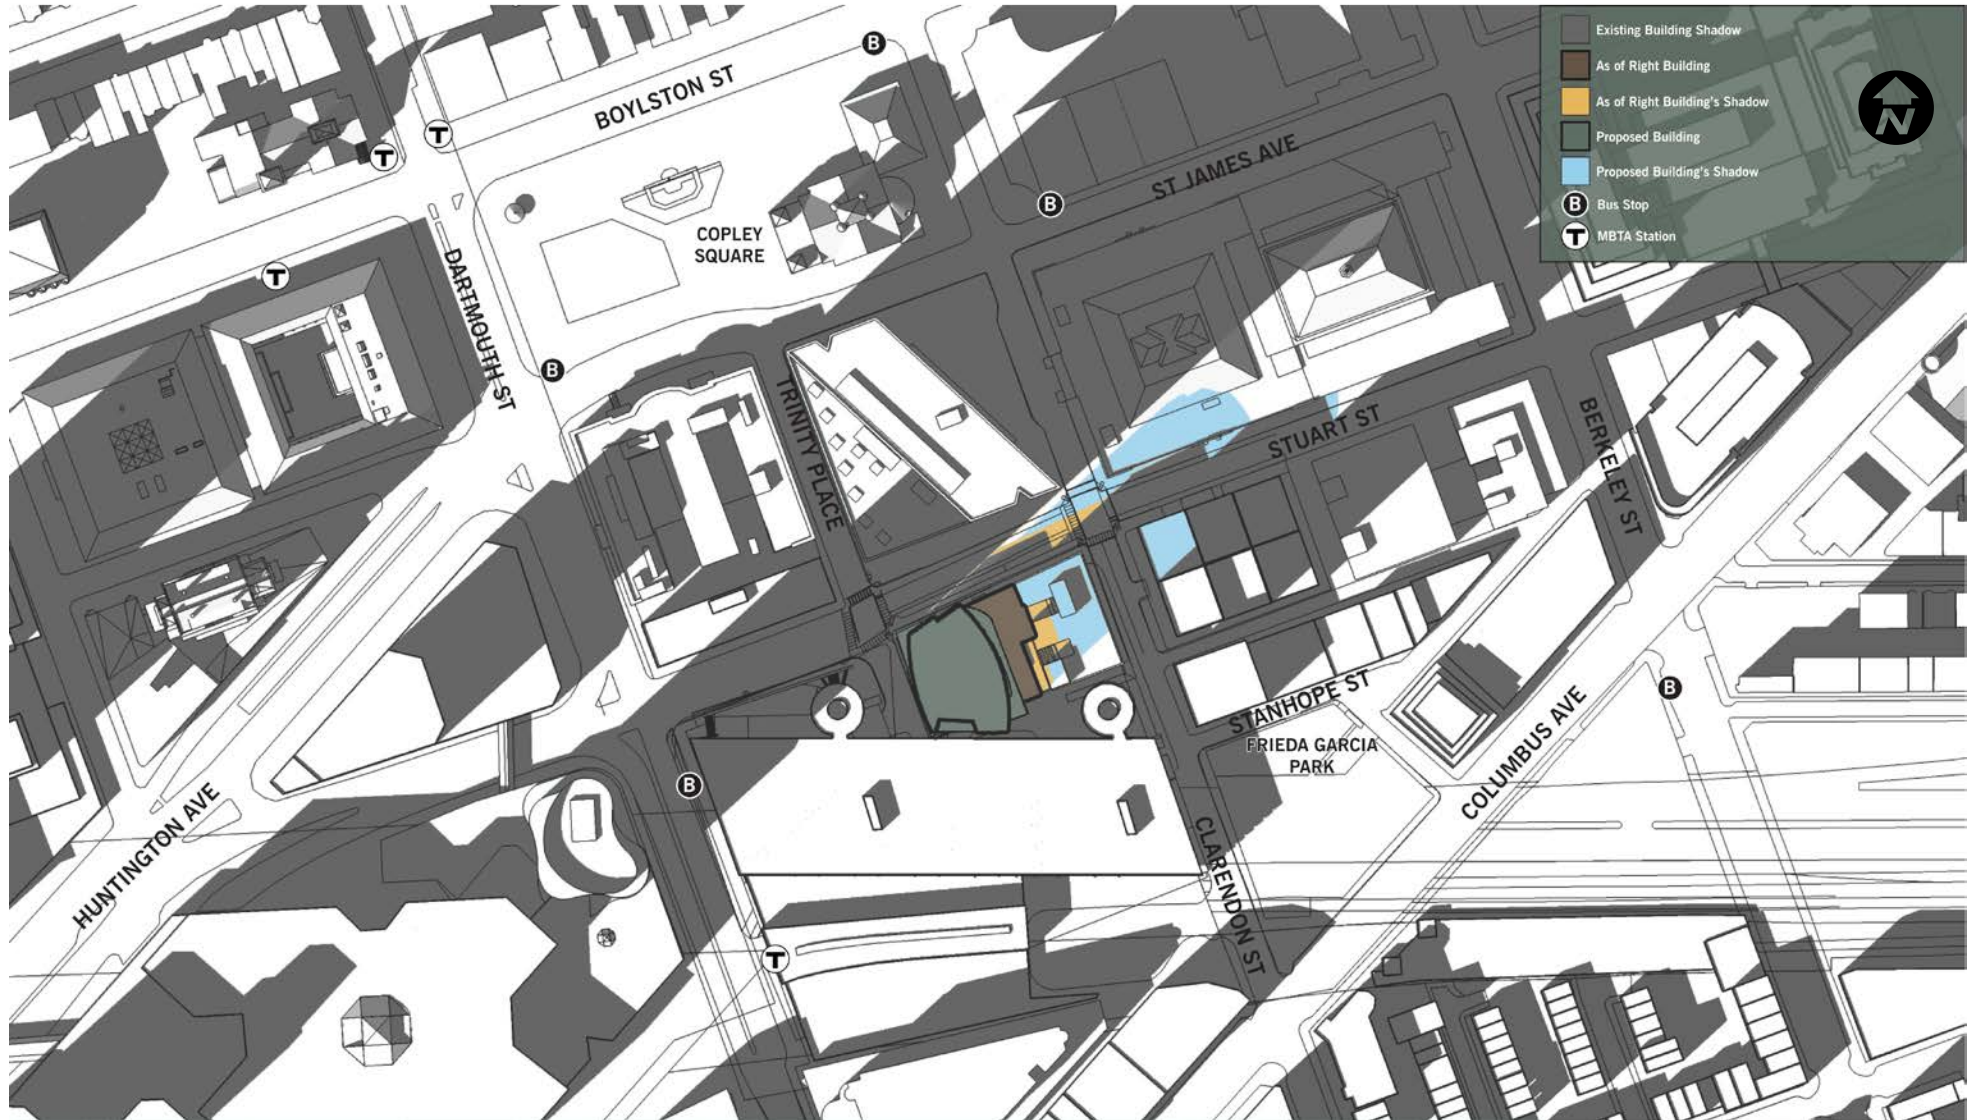 Existing Building Shadow
As of Right Building
As of Right Building's Shadow
Proposed Building
Proposed Building's Shadow
B Bus Stop
T MBTA Station
N
B
BOYLSTON ST
T
T
ST JAMES AVE
B
COPLEY
SQUARE
T
DARTMOUTH ST
B
TRINITY PLACE
STUART ST
BERKELEY ST
STANHOPE ST
B
FRIEDA GARCIA
PARK
COLUMBUS AVE
B
HUNTINGTON AVE
CLARENDON ST
T